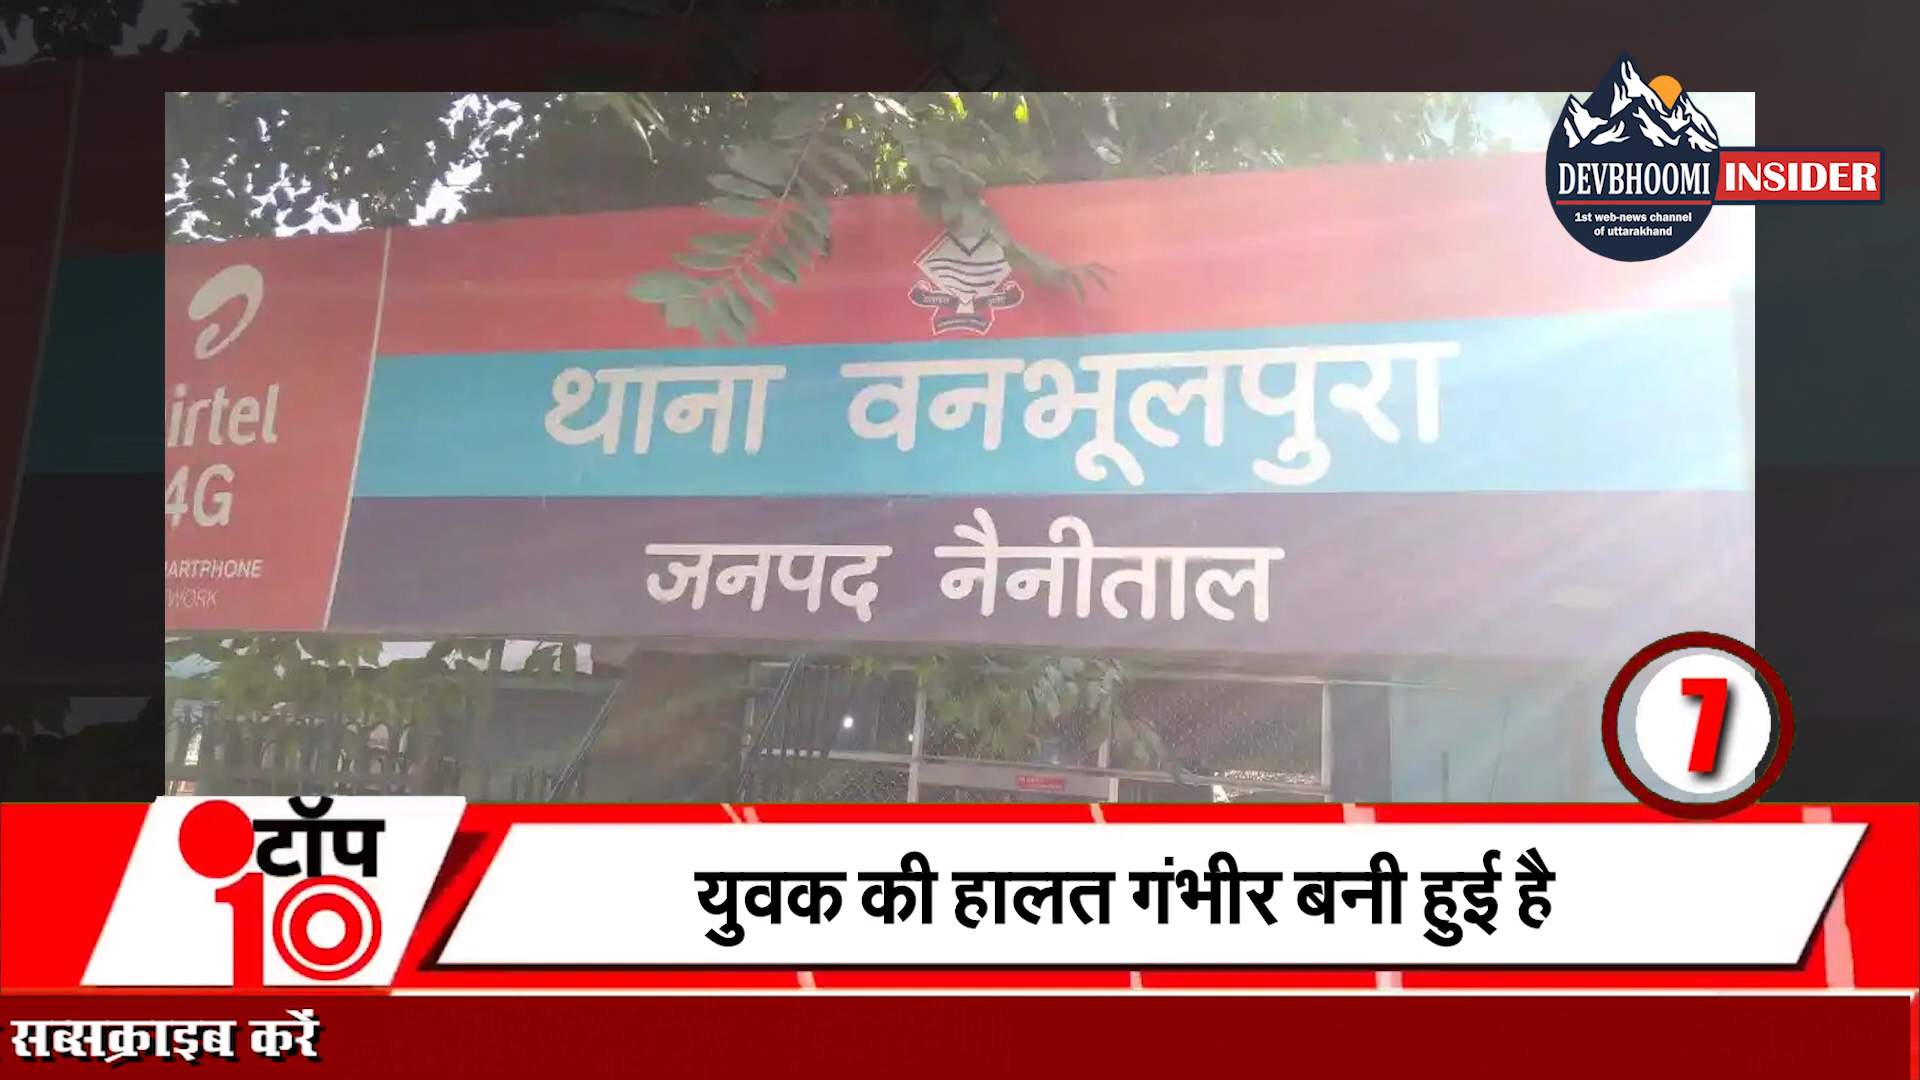 DEVBHOOMI INSIDER
1st web-news channel
of uttarakhand
irtel
4G
ARTPHONE
WORK
थाना वनभूलपुरा
जनपद नैनीताल
7
टॉप
10
युवक की हालत गंभीर बनी हुई है
सब्सक्राइब करें